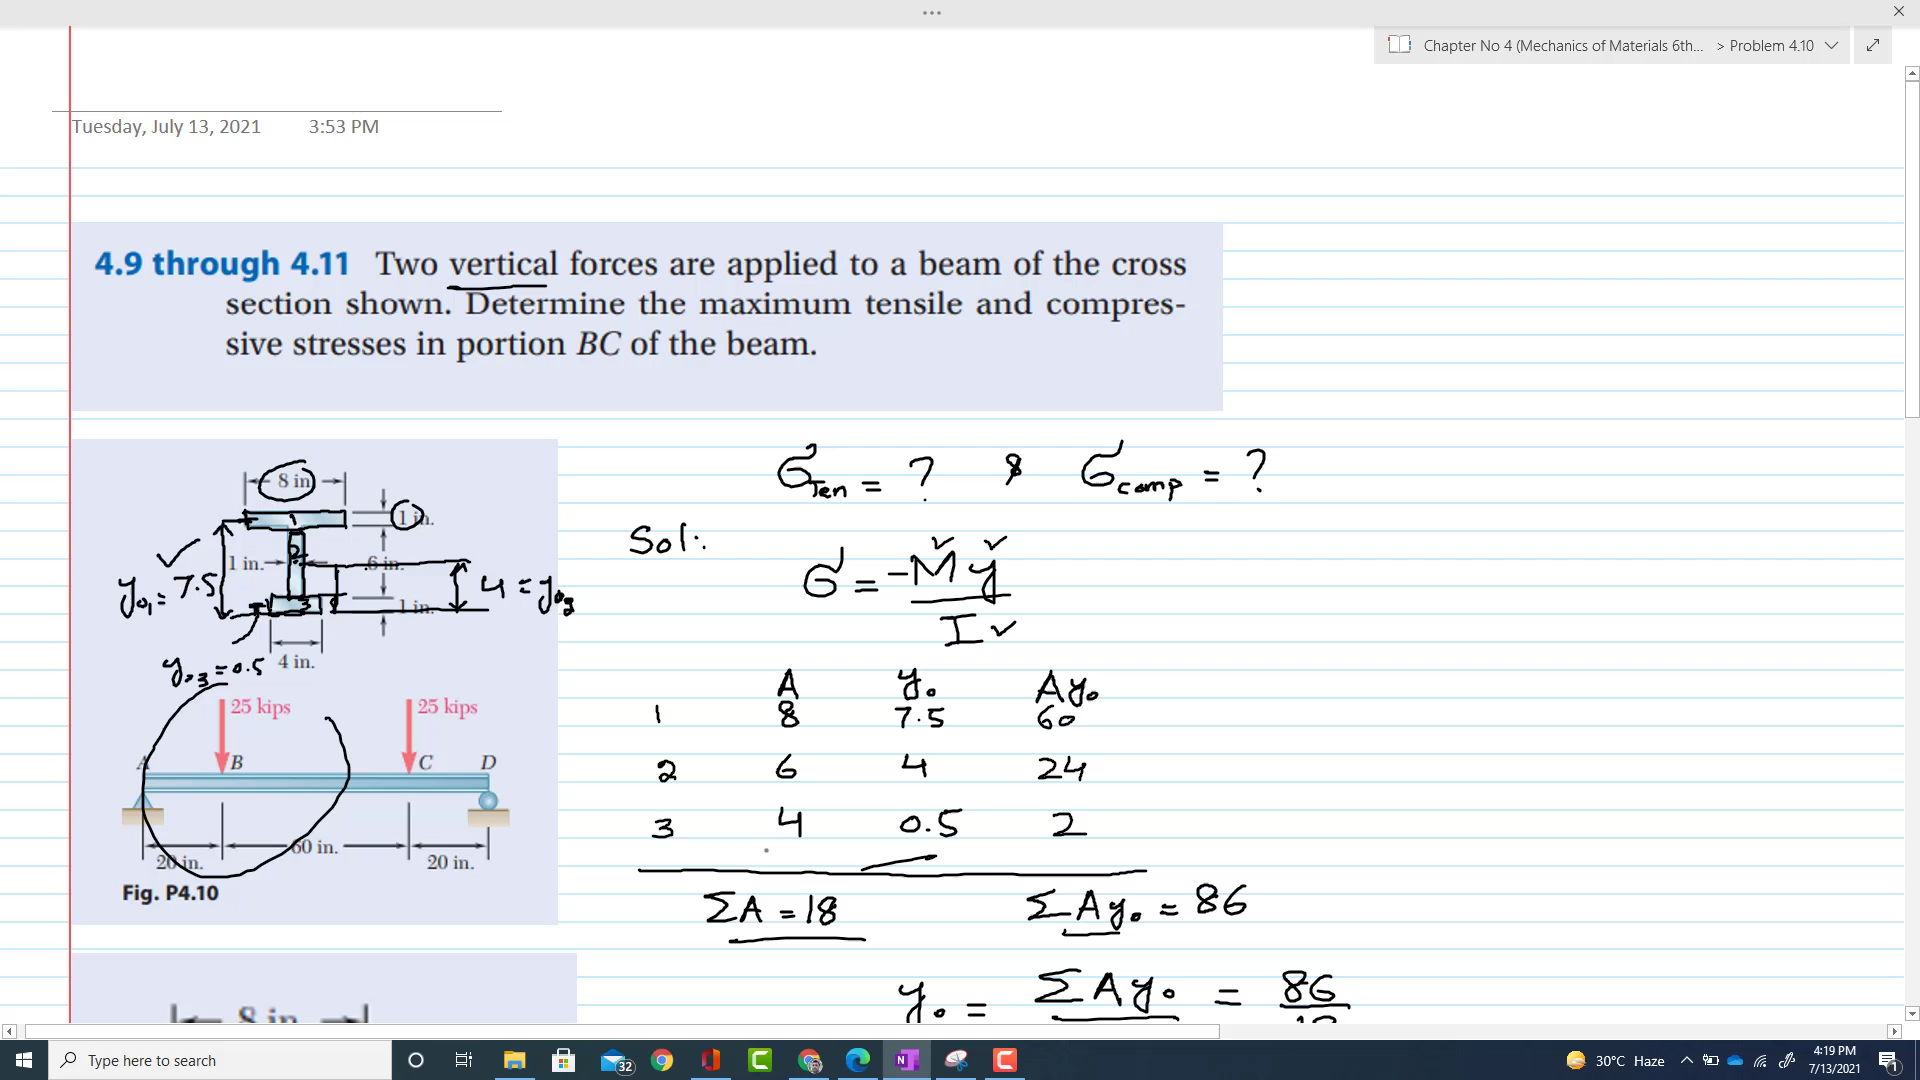 Chapter No 4 (Mechanics of Materials 6th... > Problem 4.10
Tuesday, July 13, 2021 3:53 PM
4.9 through 4.11 Two vertical forces are applied to a beam of the cross
section shown. Determine the maximum tensile and compres-
sive stresses in portion BC of the beam.
σTen = ? & σcomp = ?
Sol:
σ = -My
I
8 in.
1 in.
1 in.
6 in.
1 in.
4 in.
y01 = 7.5
4 = y02
y03 = 0.5
25 kips 25 kips
A B C D
20 in. 60 in. 20 in.
Fig. P4.10
A y₀ Ay₀
1 8 7.5 60
2 6 4 24
3 4 0.5 2
ΣA = 18 ΣAy₀ = 86
y₀ = ΣAy₀ = 86
8 in
Type here to search
32
30°C Haze
4:19 PM
7/13/2021
1